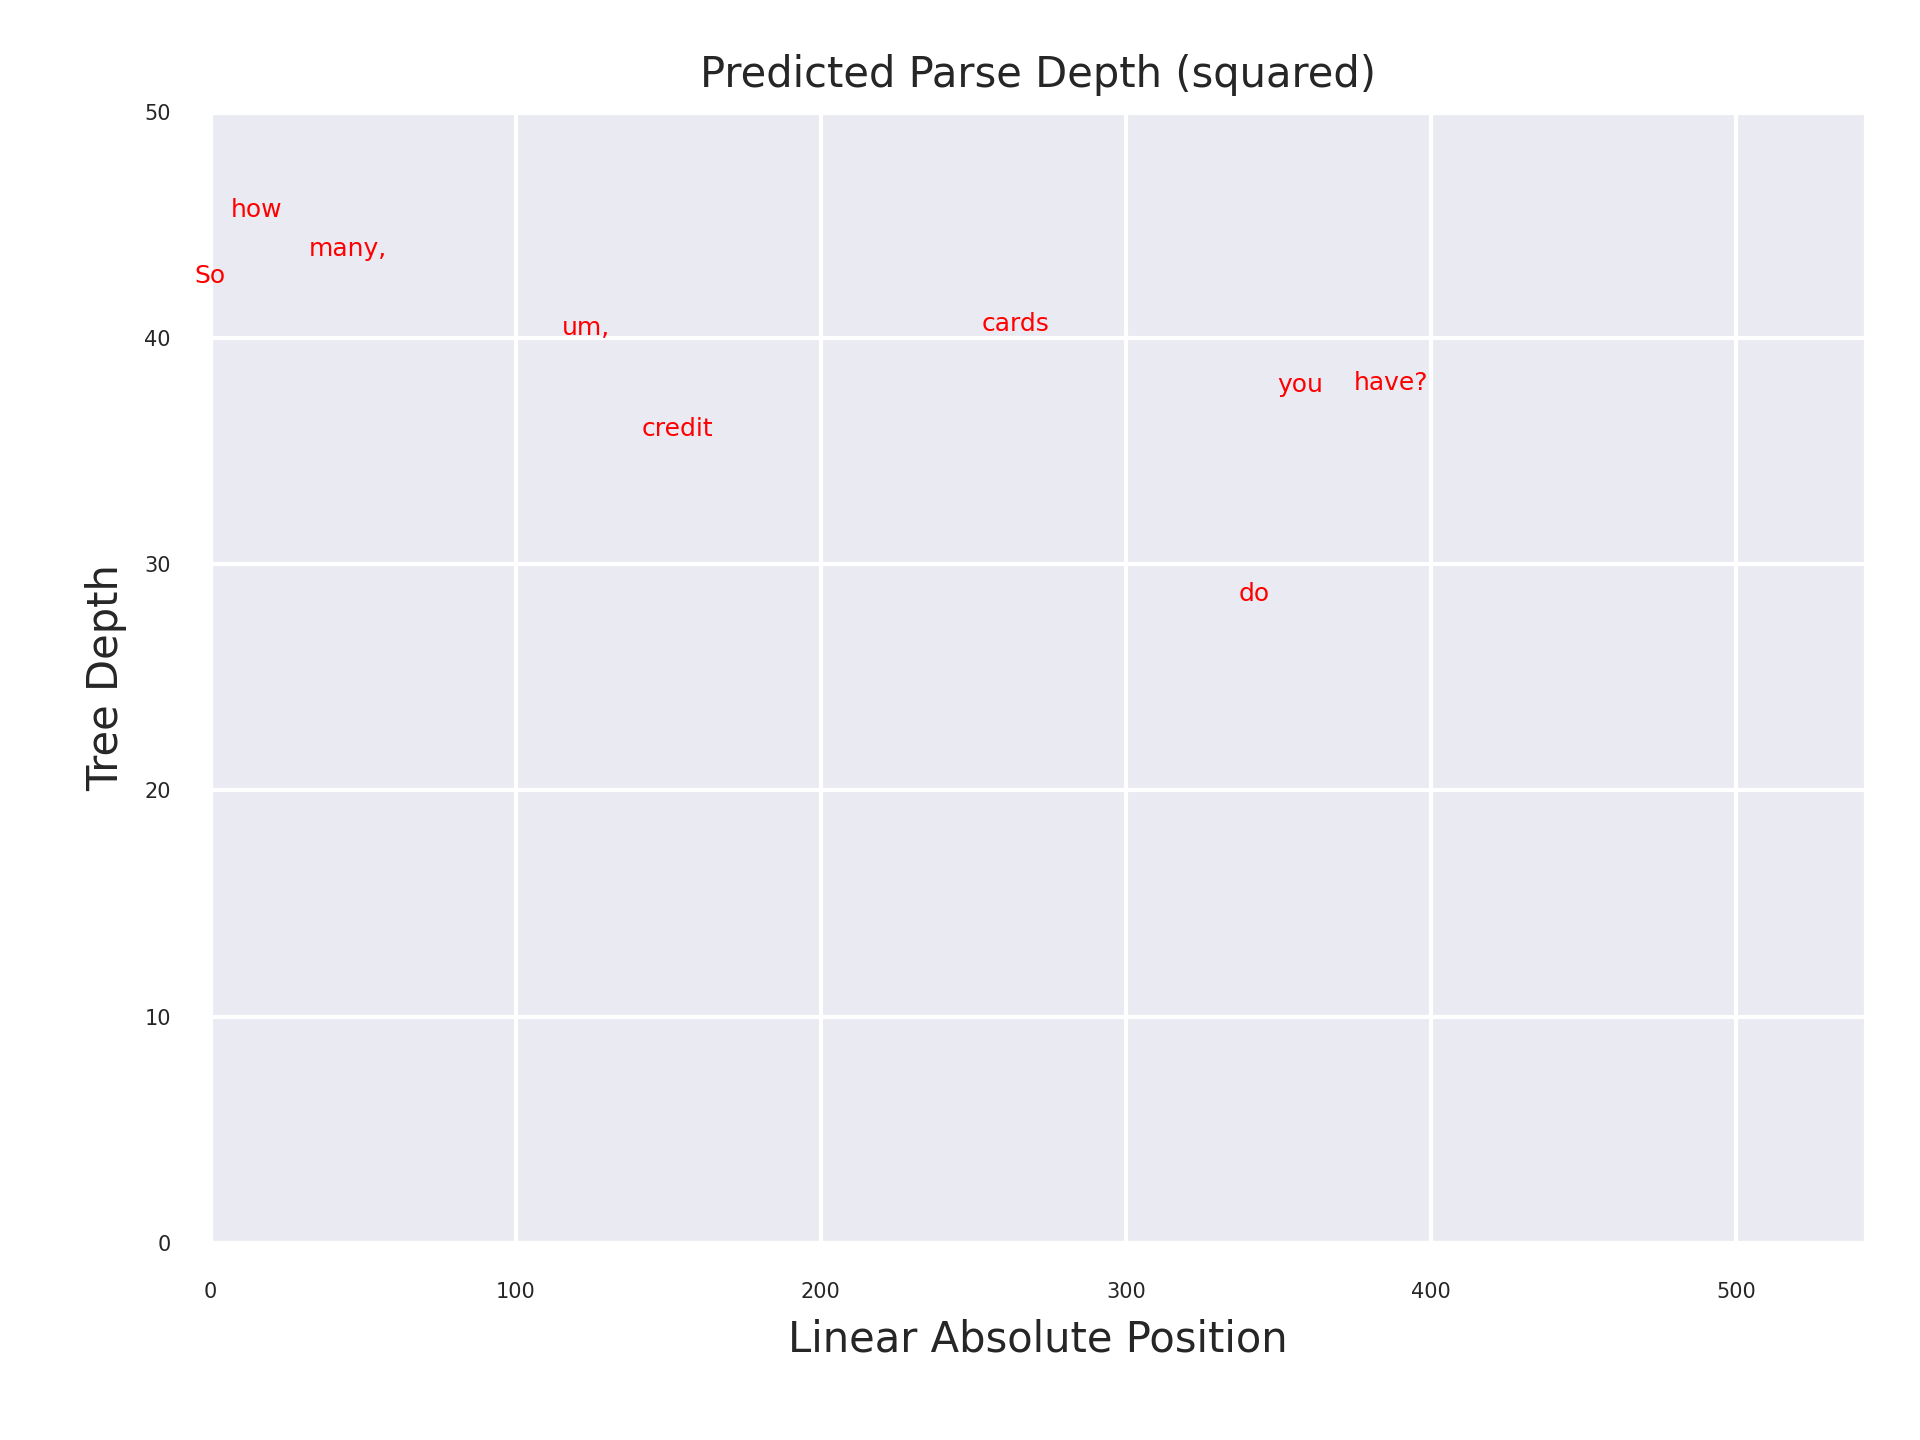 Predicted Parse Depth (squared)
50
how
many,
So
um,
cards
40
you have?
credit
30
do
Tree Depth
20
10
0
0 100 200 300 400 500
Linear Absolute Position